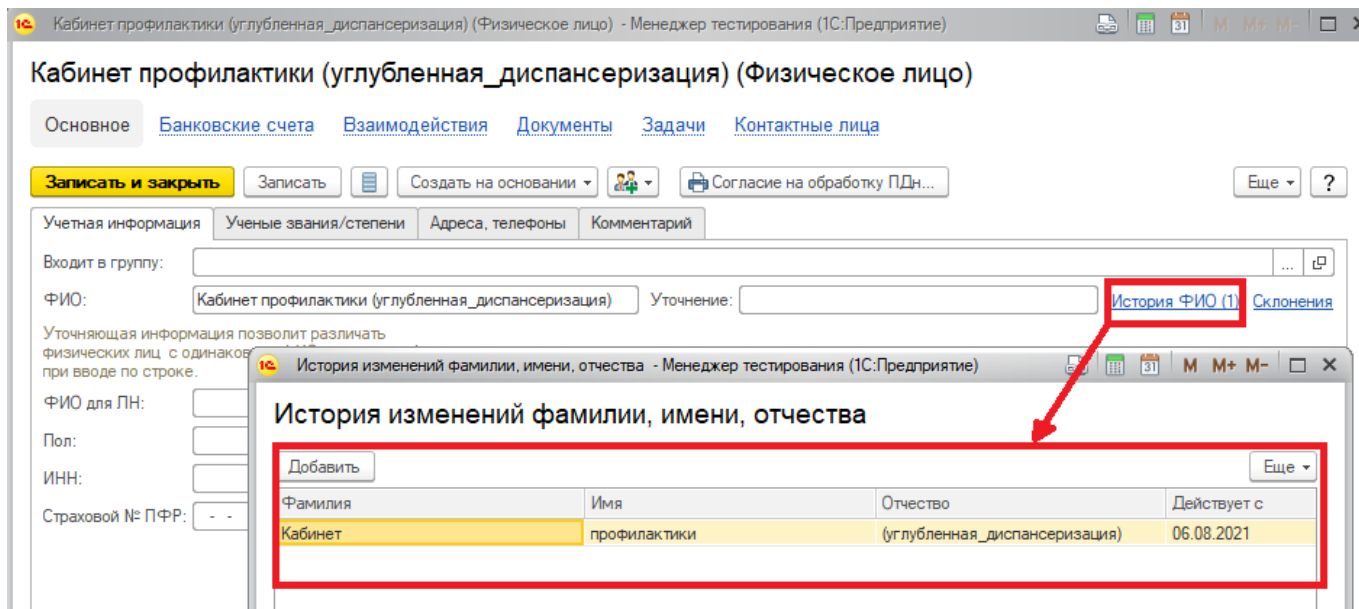 Кабинет профилактики (углубленная_диспансеризация) (Физическое лицо) - Менеджер тестирования (1С:Предприятие) 31 M M+ M-
Кабинет профилактики (углубленная_диспансеризация) (Физическое лицо)
Основное Банковские счета Взаимодействия Документы Задачи Контактные лица
Записать и закрыть Записать Создать на основании Согласие на обработку ПДн... Еще ?
Учетная информация Ученые звания/степени Адреса, телефоны Комментарий
Входит в группу: ...
ФИО: Кабинет профилактики (углубленная_диспансеризация) Уточнение: История ФИО (1) Склонения
Уточняющая информация позволит различать
физических лиц с одинаков
при вводе по строке.
1С История изменений фамилии, имени, отчества - Менеджер тестирования (1С:Предприятие) 31 M M+ M-
ФИО для ПН:
История изменений фамилии, имени, отчества
Пол:
Добавить Еще
ИНН:
Фамилия Имя Отчество Действует с
Страховой № ПФР: - -
Кабинет профилактики (углубленная_диспансеризация) 06.08.2021